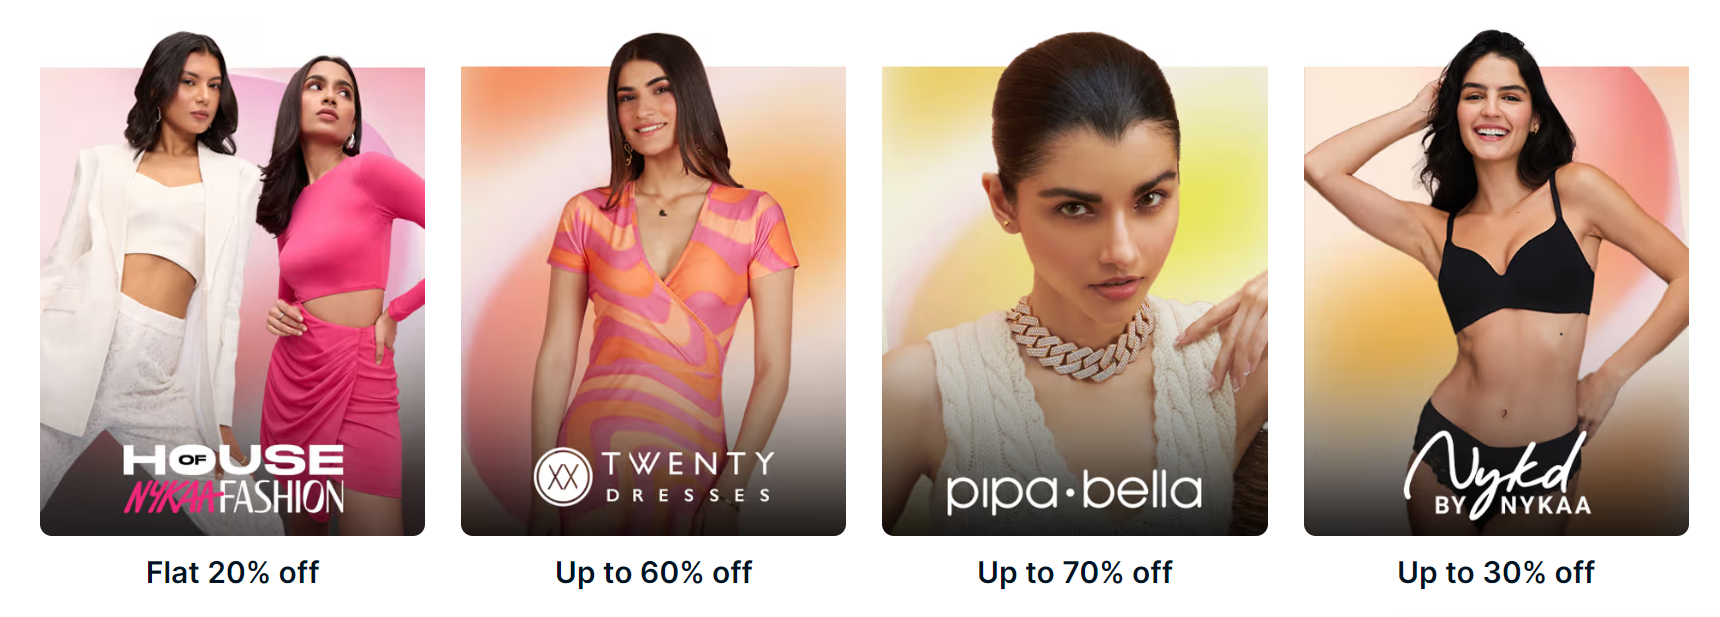 HOUSE OF
NYKAA FASHION
Flat 20% off
XX
TWENTY
DRESSES
Up to 60% off
pipa·bella
Up to 70% off
Nykd
BY NYKAA
Up to 30% off